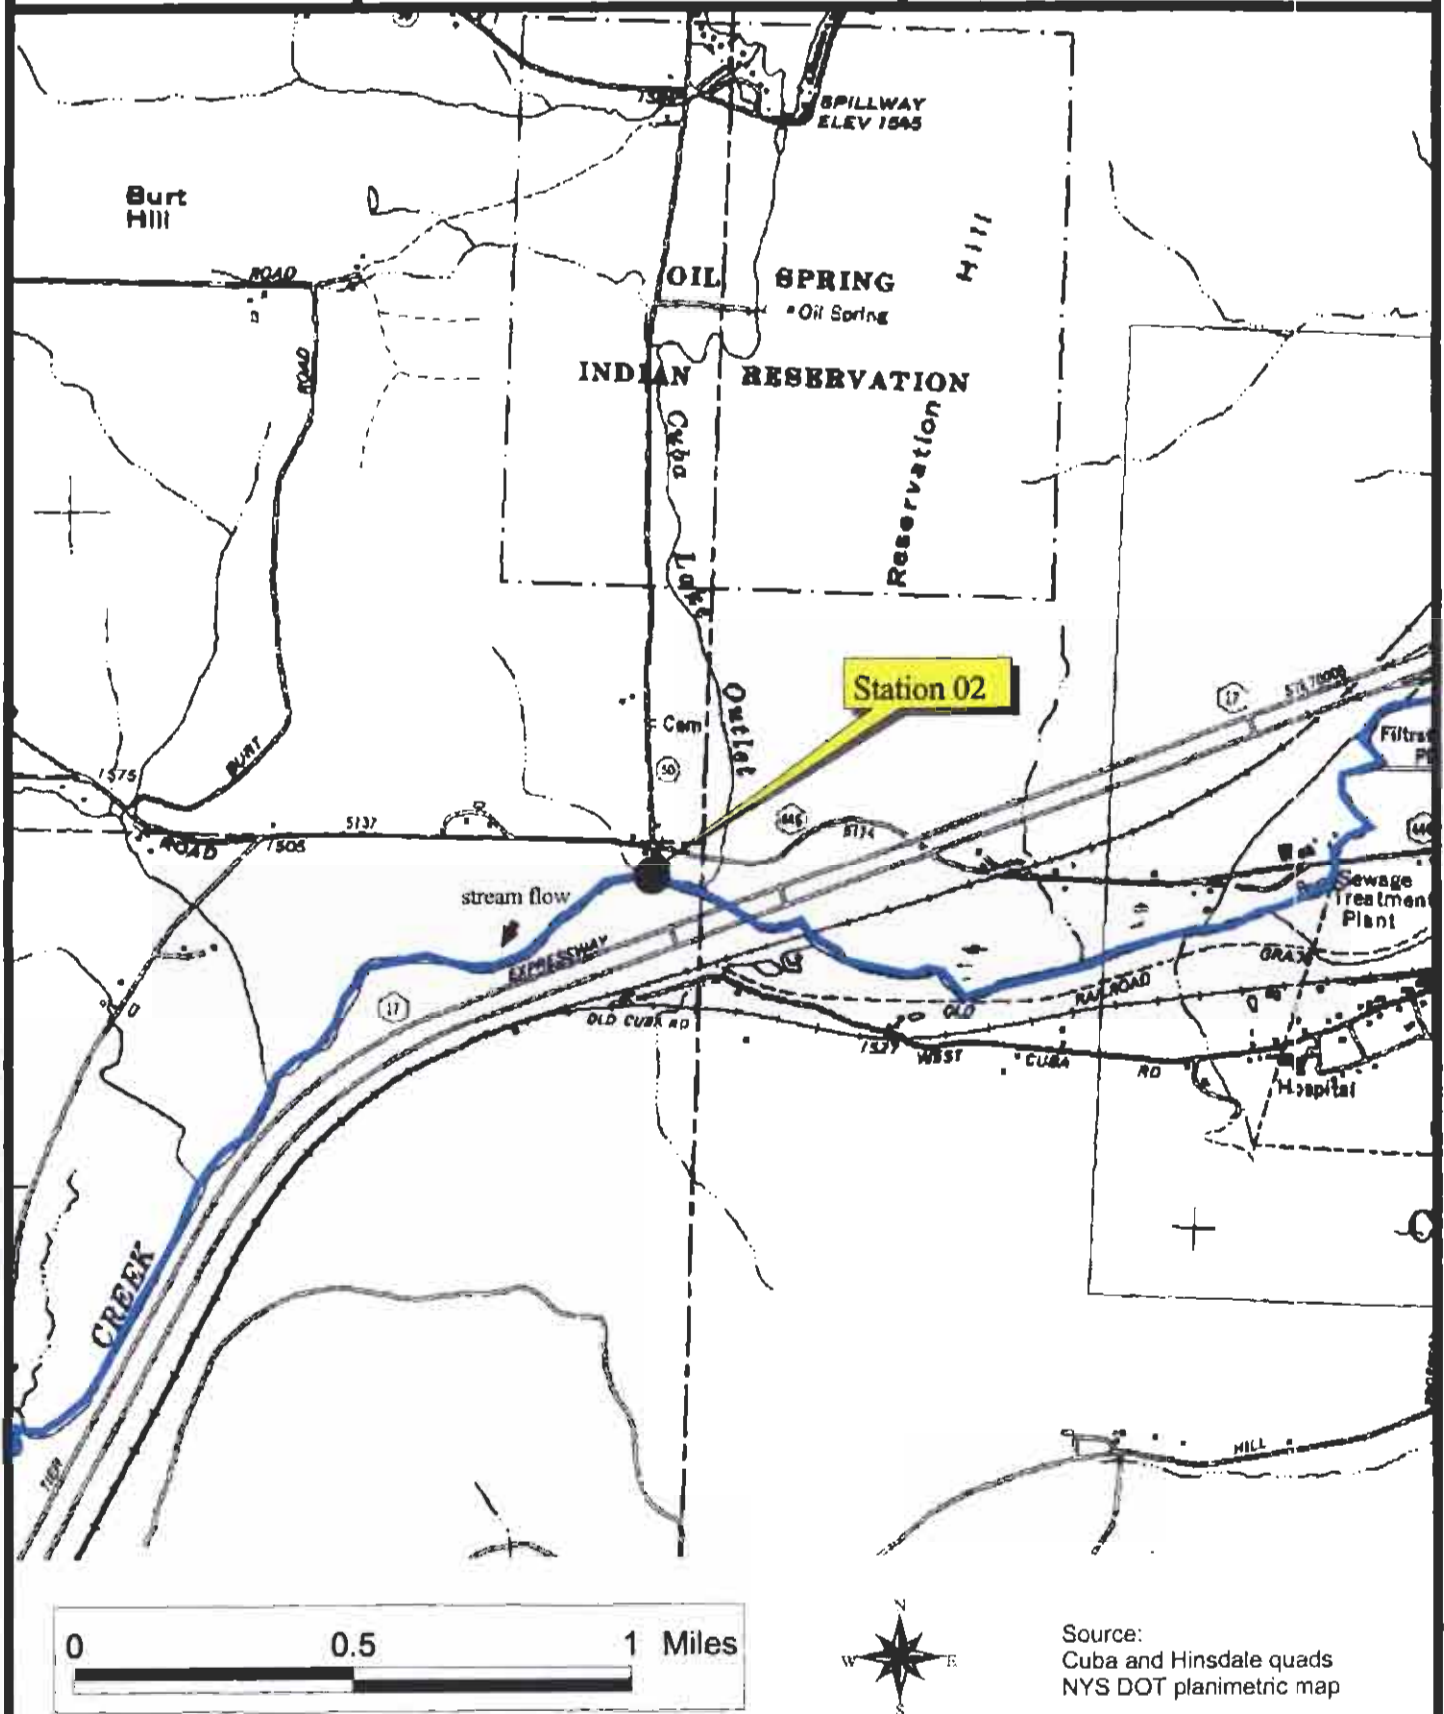 SPILLWAY
ELEV 1545
Burt
Hill
Hill
ROAD
OIL SPRING
Oil Spring
ROAD
INDIAN RESERVATION
Cuba
Reservation
Lake
Station 02
Outlet
17
Cem
50
BURT
1575
5137
ROAD
1505
446
5134
Sewage
Treatment
Plant
stream flow
EXPRESSWAY
17
OLD
RAILROAD
OLD CUBA RD
1537
WEST CUBA RD
Hospital
CREEK
TIER
HILL
0 0.5 1 Miles
N
W E
S
Source:
Cuba and Hinsdale quads
NYS DOT planimetric map